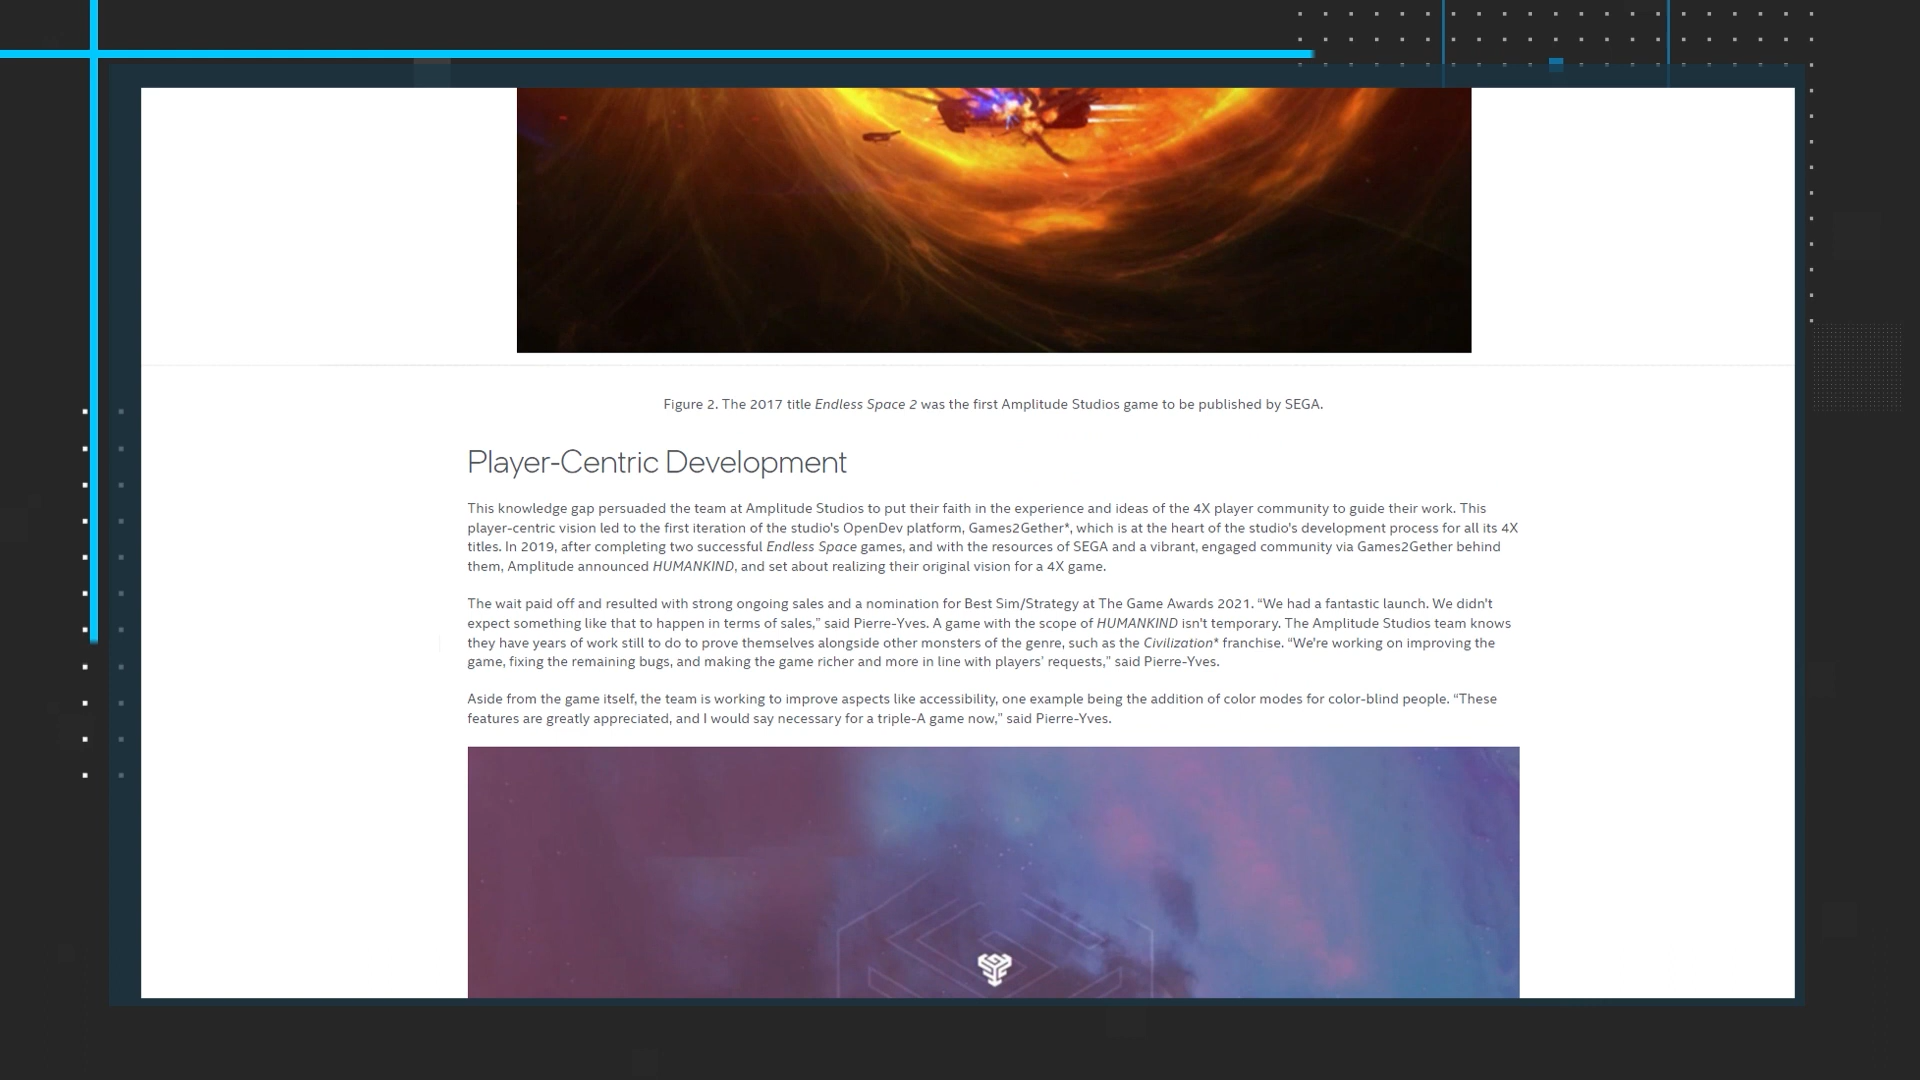 Figure 2. The 2017 title Endless Space 2 was the first Amplitude Studios game to be published by SEGA.
Player-Centric Development
This knowledge gap persuaded the team at Amplitude Studios to put their faith in the experience and ideas of the 4X player community to guide their work. This
player-centric vision led to the first iteration of the studio's OpenDev platform, Games2Gether*, which is at the heart of the studio's development process for all its 4X
titles. In 2019, after completing two successful Endless Space games, and with the resources of SEGA and a vibrant, engaged community via Games2Gether behind
them, Amplitude announced HUMANKIND, and set about realizing their original vision for a 4X game.
The wait paid off and resulted with strong ongoing sales and a nomination for Best Sim/Strategy at The Game Awards 2021. “We had a fantastic launch. We didn't
expect something like that to happen in terms of sales,” said Pierre-Yves. A game with the scope of HUMANKIND isn't temporary. The Amplitude Studios team knows
they have years of work still to do to prove themselves alongside other monsters of the genre, such as the Civilization* franchise. “We're working on improving the
game, fixing the remaining bugs, and making the game richer and more in line with players' requests,” said Pierre-Yves.
Aside from the game itself, the team is working to improve aspects like accessibility, one example being the addition of color modes for color-blind people. “These
features are greatly appreciated, and I would say necessary for a triple-A game now,” said Pierre-Yves.